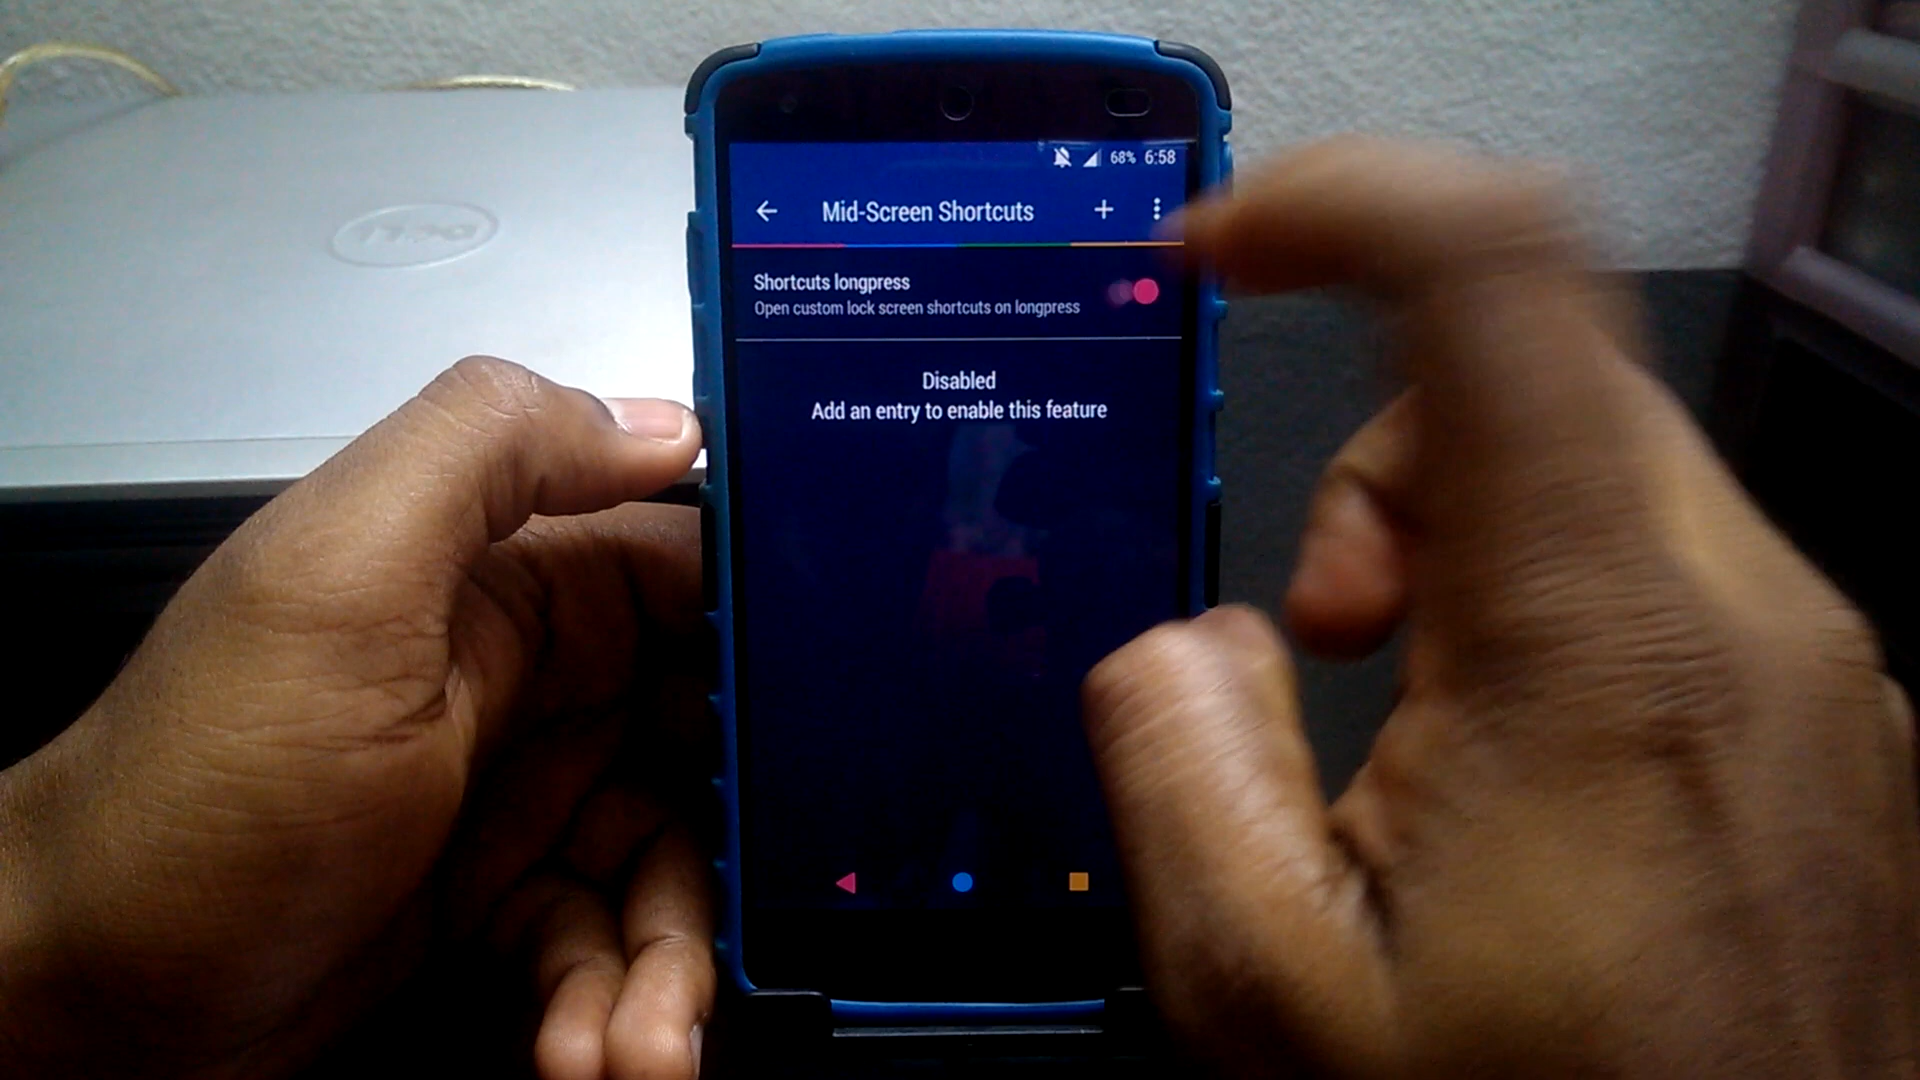 DELL
68% 6:58
Mid-Screen Shortcuts
Shortcuts longpress
Open custom lock screen shortcuts on longpress
Disabled
Add an entry to enable this feature